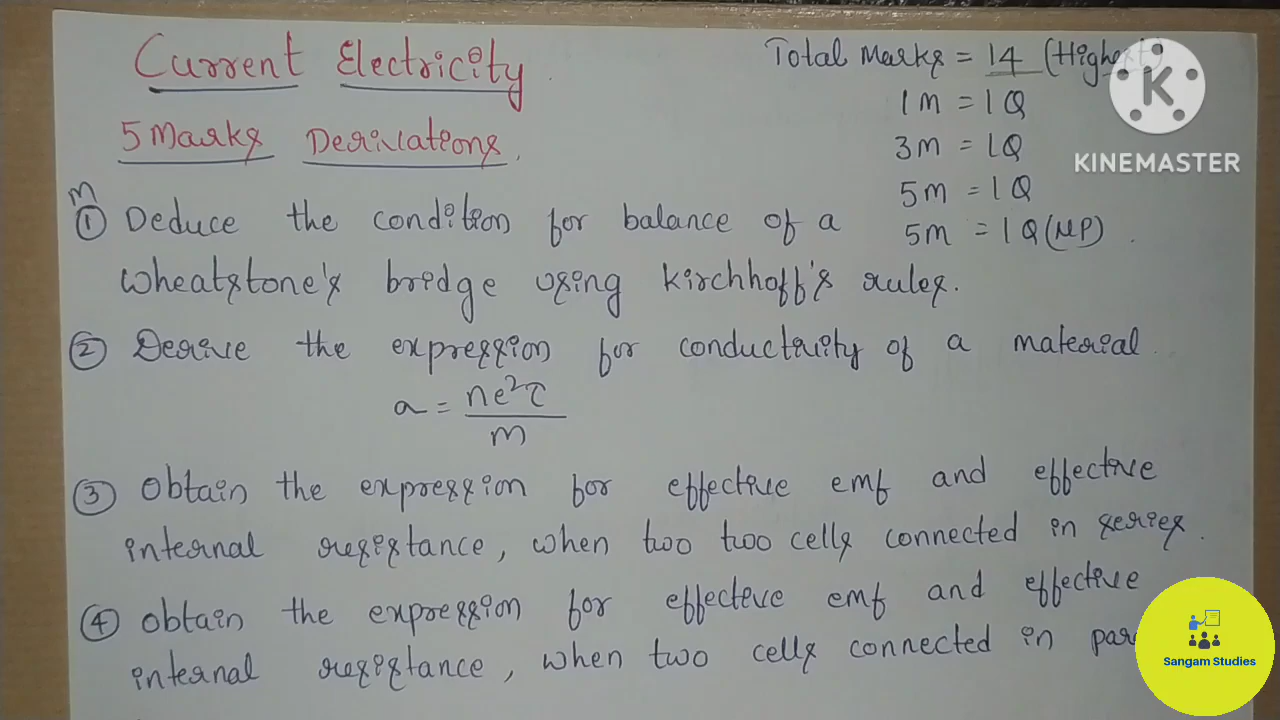 Current Electricity
Total Marks = 14 (Highest)
1M = 1Q
3M = 1Q
5M = 1Q
5M = 1Q (NP)
K
KINEMASTER
5 Marks Derivations.
M
① Deduce the condition for balance of a
Wheatstone's bridge using Kirchhoff's rules.
② Derive the expression for conductivity of a material
a = ne²τ
m
③ Obtain the expression for effective emf and effective
internal resistance, when two two cells connected in series.
④ Obtain the expression for effective emf and effective
internal resistance, when two cells connected in par
Sangam Studies